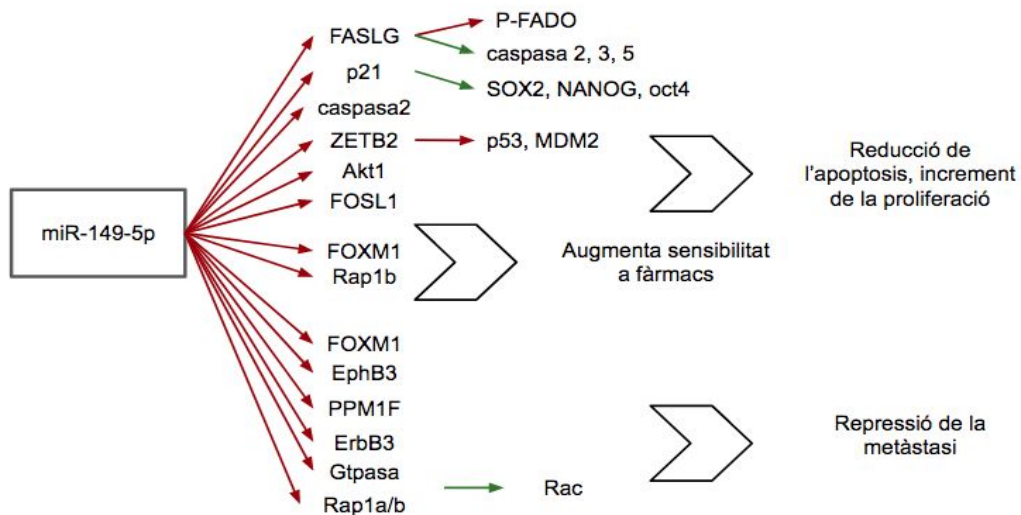 P-FADO
FASLG
caspasa 2, 3, 5
p21
SOX2, NANOG, oct4
caspasa2
ZETB2
p53, MDM2
Reducció de
l'apoptosis, increment
de la proliferació
Akt1
FOSL1
miR-149-5p
FOXM1
Rap1b
Augmenta sensibilitat
a fàrmacs
FOXM1
EphB3
PPM1F
ErbB3
Gtpasa
Rap1a/b
Rac
Repressió de la
metàstasi